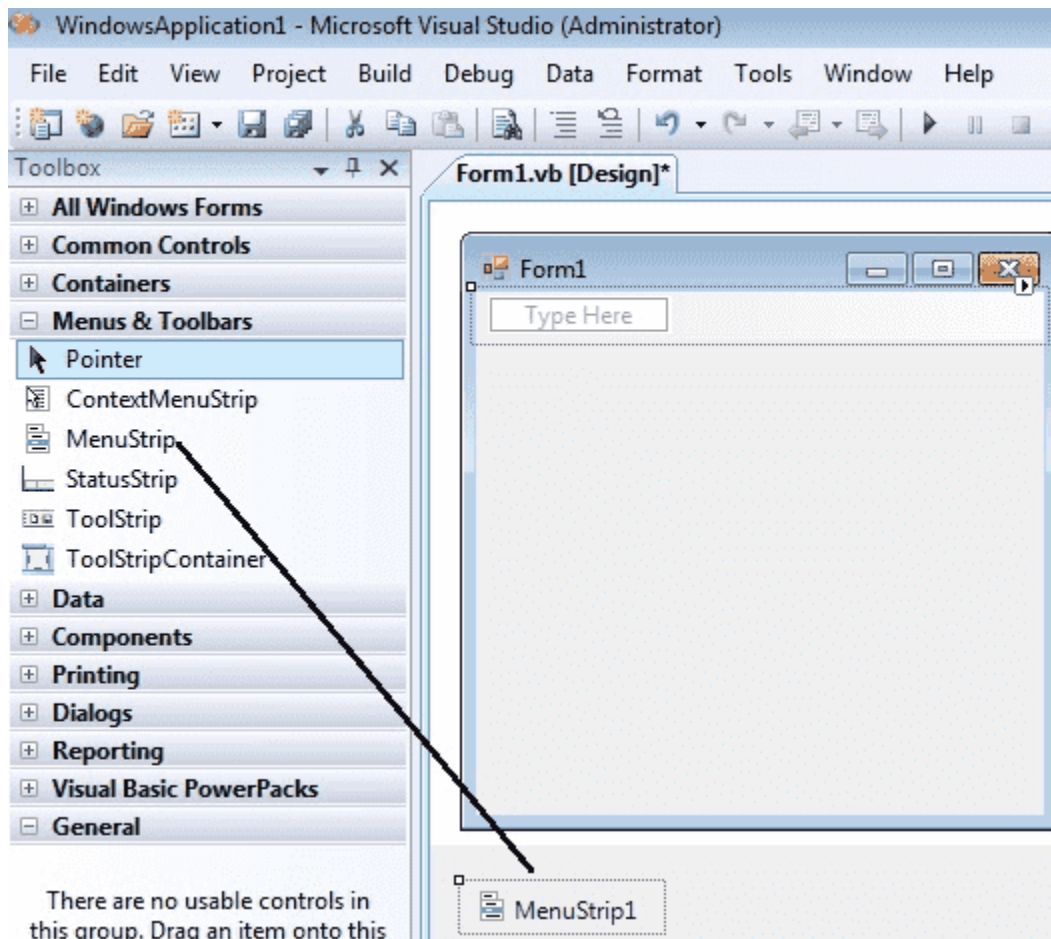 WindowsApplication1 - Microsoft Visual Studio (Administrator)
File Edit View Project Build Debug Data Format Tools Window Help
Toolbox
All Windows Forms
Common Controls
Containers
Menus & Toolbars
Pointer
ContextMenuStrip
MenuStrip
StatusStrip
ToolStrip
ToolStripContainer
Data
Components
Printing
Dialogs
Reporting
Visual Basic PowerPacks
General
There are no usable controls in
this group. Drag an item onto this
Form1.vb [Design]*
Form1
Type Here
MenuStrip1